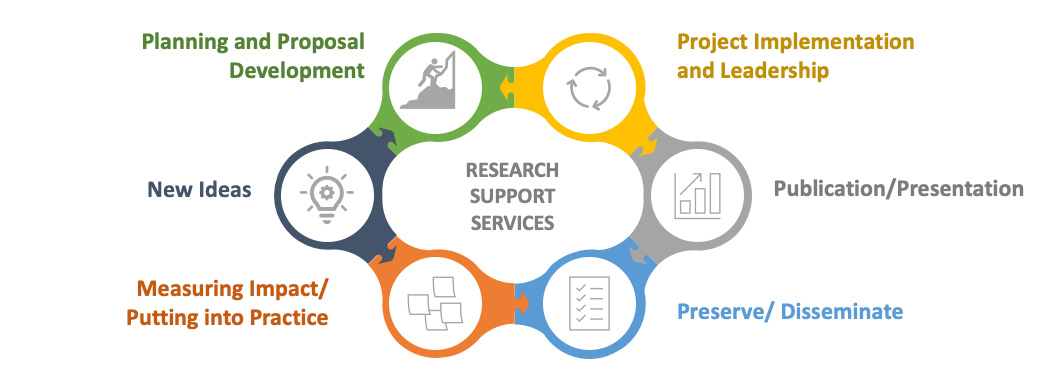 Planning and Proposal
Development
Project Implementation
and Leadership
New Ideas
RESEARCH
SUPPORT
SERVICES
Publication/Presentation
Measuring Impact/
Putting into Practice
Preserve/ Disseminate